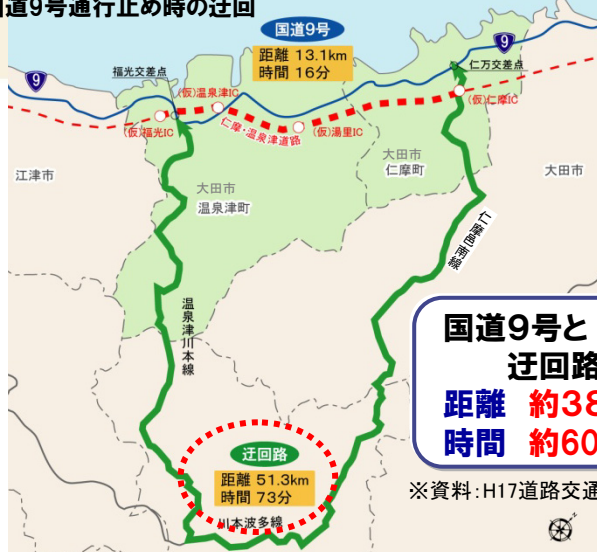 国道9号通行止め時の迂回
国道9号
距離 13.1km
時間 16分
9
9
福光交差点
仁万交差点
(仮)温泉津IC
(仮)仁摩IC
(仮)福光IC
仁摩・温泉津道路
(仮)湯里IC
江津市
大田市
温泉津町
大田市
仁摩町
大田市
仁摩邑南線
温泉津川本線
国道9号と
迂回路
距離 約38
時間 約60
迂回路
距離 51.3km
時間 73分
川本波多線
※資料:H17道路交通